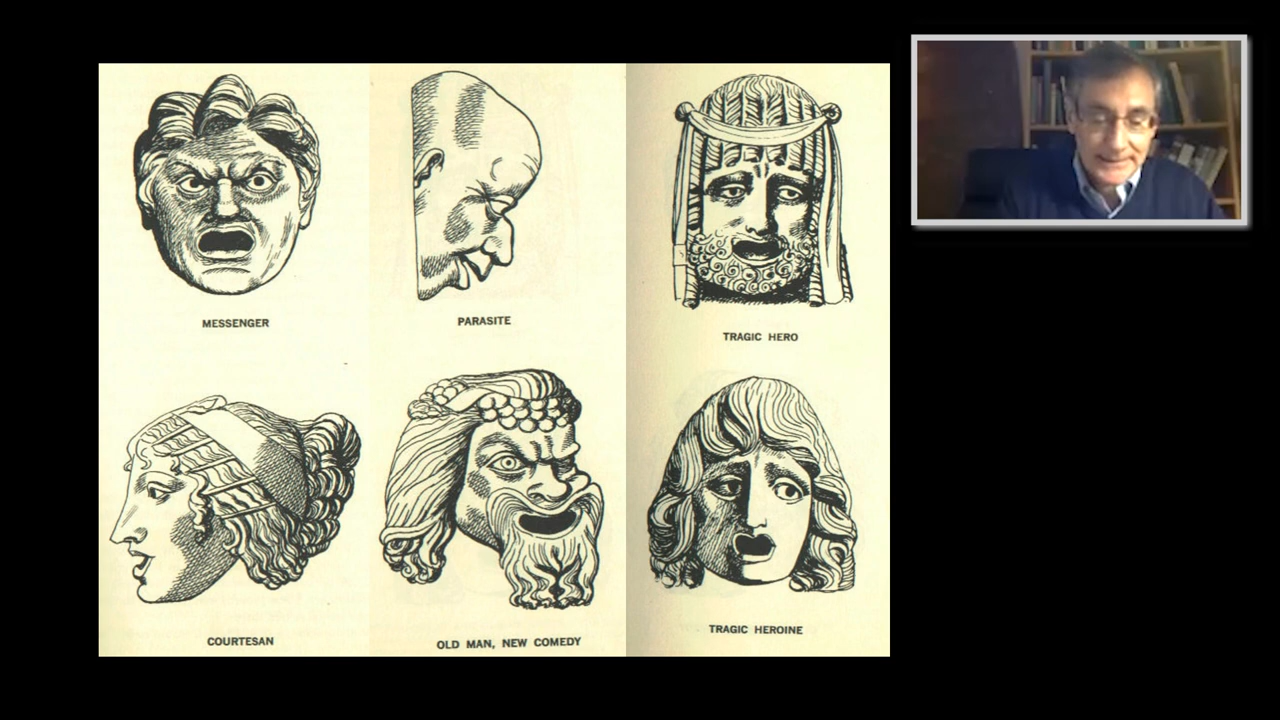 MESSENGER
PARASITE
TRAGIC HERO
COURTESAN
OLD MAN, NEW COMEDY
TRAGIC HEROINE